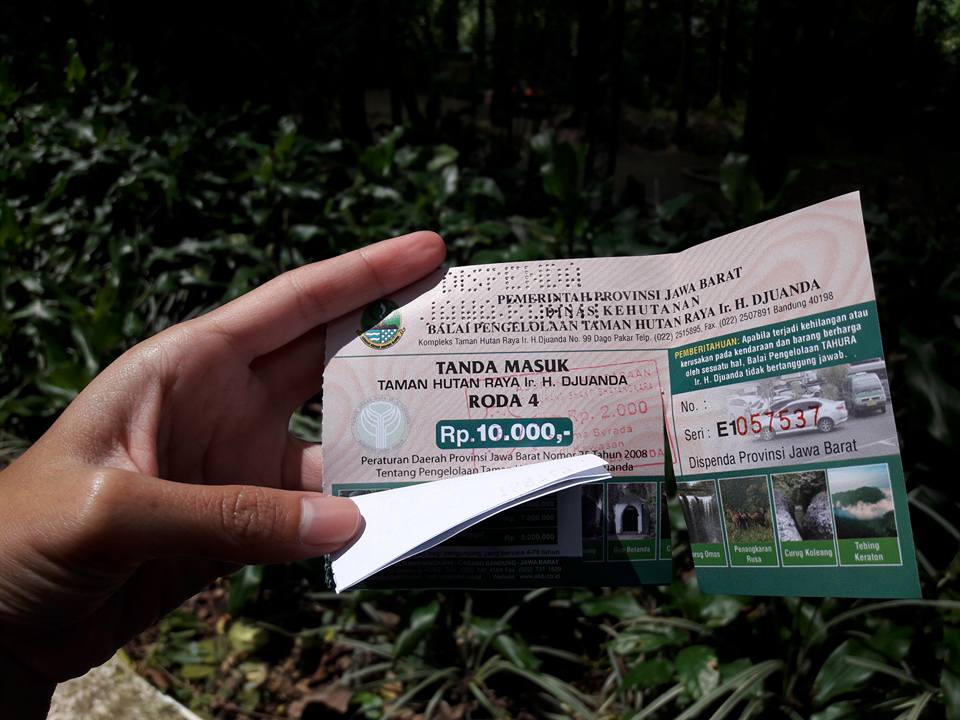 DISPENDA
PEMERINTAH PROVINSI JAWA BARAT
DINAS KEHUTANAN
BALAI PENGELOLAAN TAMAN HUTAN RAYA Ir. H. DJUANDA
Kompleks Taman Hutan Raya Ir. H.Djuanda No. 99 Dago Pakar Telp. (022) 2515895, Fax. (022) 2507891 Bandung 40198
TANDA MASUK
TAMAN HUTAN RAYA Ir. H. DJUANDA
RODA 4
Rp.10.000,-
Rp. 2.000
Peraturan Daerah Provinsi Jawa Barat Nomor 25 Tahun 2008
Tentang Pengelolaan Taman
PEMBERITAHUAN: Apabila terjadi kehilangan atau
kerusakan pada kendaraan dan barang berharga
oleh sesuatu hal, Balai Pengelolaan TAHURA
Ir. H. Djuanda tidak bertanggung jawab.
No. :
Seri : E1057537
Dispenda Provinsi Jawa Barat
Goa Belanda
Omas
Penangkaran
Rusa
Curug Koleang
Tebing
Keraton